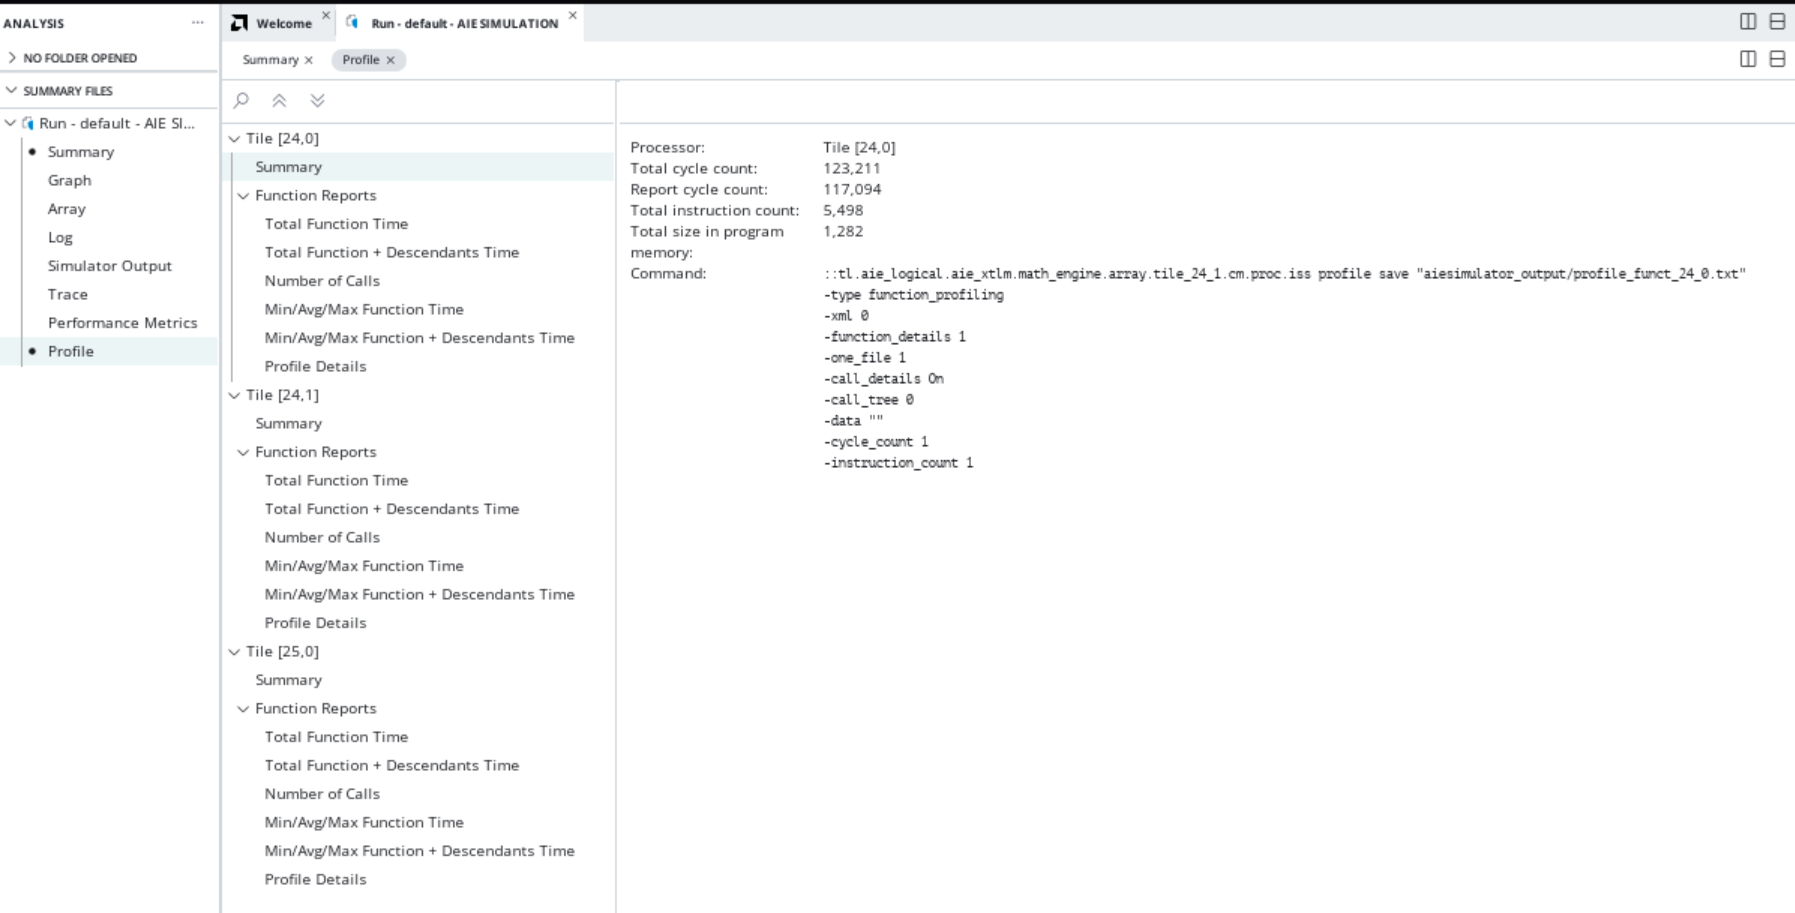 ANALYSIS
NO FOLDER OPENED
SUMMARY FILES
Run - default - AIE SI...
Summary
Graph
Array
Log
Simulator Output
Trace
Performance Metrics
Profile
Welcome
Run - default - AIE SIMULATION
Summary
Profile
Tile [24,0]
Summary
Function Reports
Total Function Time
Total Function + Descendants Time
Number of Calls
Min/Avg/Max Function Time
Min/Avg/Max Function + Descendants Time
Profile Details
Tile [24,1]
Summary
Function Reports
Total Function Time
Total Function + Descendants Time
Number of Calls
Min/Avg/Max Function Time
Min/Avg/Max Function + Descendants Time
Profile Details
Tile [25,0]
Summary
Function Reports
Total Function Time
Total Function + Descendants Time
Number of Calls
Min/Avg/Max Function Time
Min/Avg/Max Function + Descendants Time
Profile Details
Processor: Tile [24,0]
Total cycle count: 123,211
Report cycle count: 117,094
Total instruction count: 5,498
Total size in program 1,282
memory:
Command: ::tl.aie_logical.aie_xtlm.math_engine.array.tile_24_1.cm.proc.iss profile save "aiesimulator_output/profile_funct_24_0.txt"
-type function_profiling
-xml 0
-function_details 1
-one_file 1
-call_details On
-call_tree 0
-data ""
-cycle_count 1
-instruction_count 1